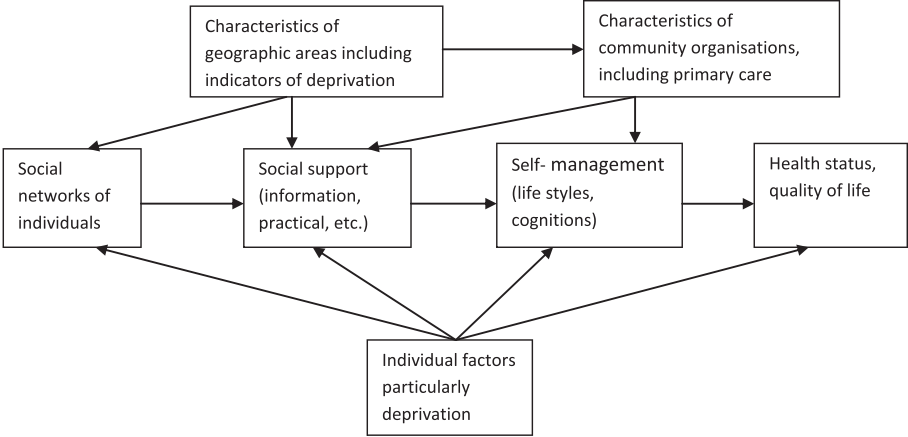 Characteristics of
geographic areas including
indicators of deprivation
Characteristics of
community organisations,
including primary care
Social
networks of
individuals
Social support
(information,
practical, etc.)
Self- management
(life styles,
cognitions)
Health status,
quality of life
Individual factors
particularly
deprivation